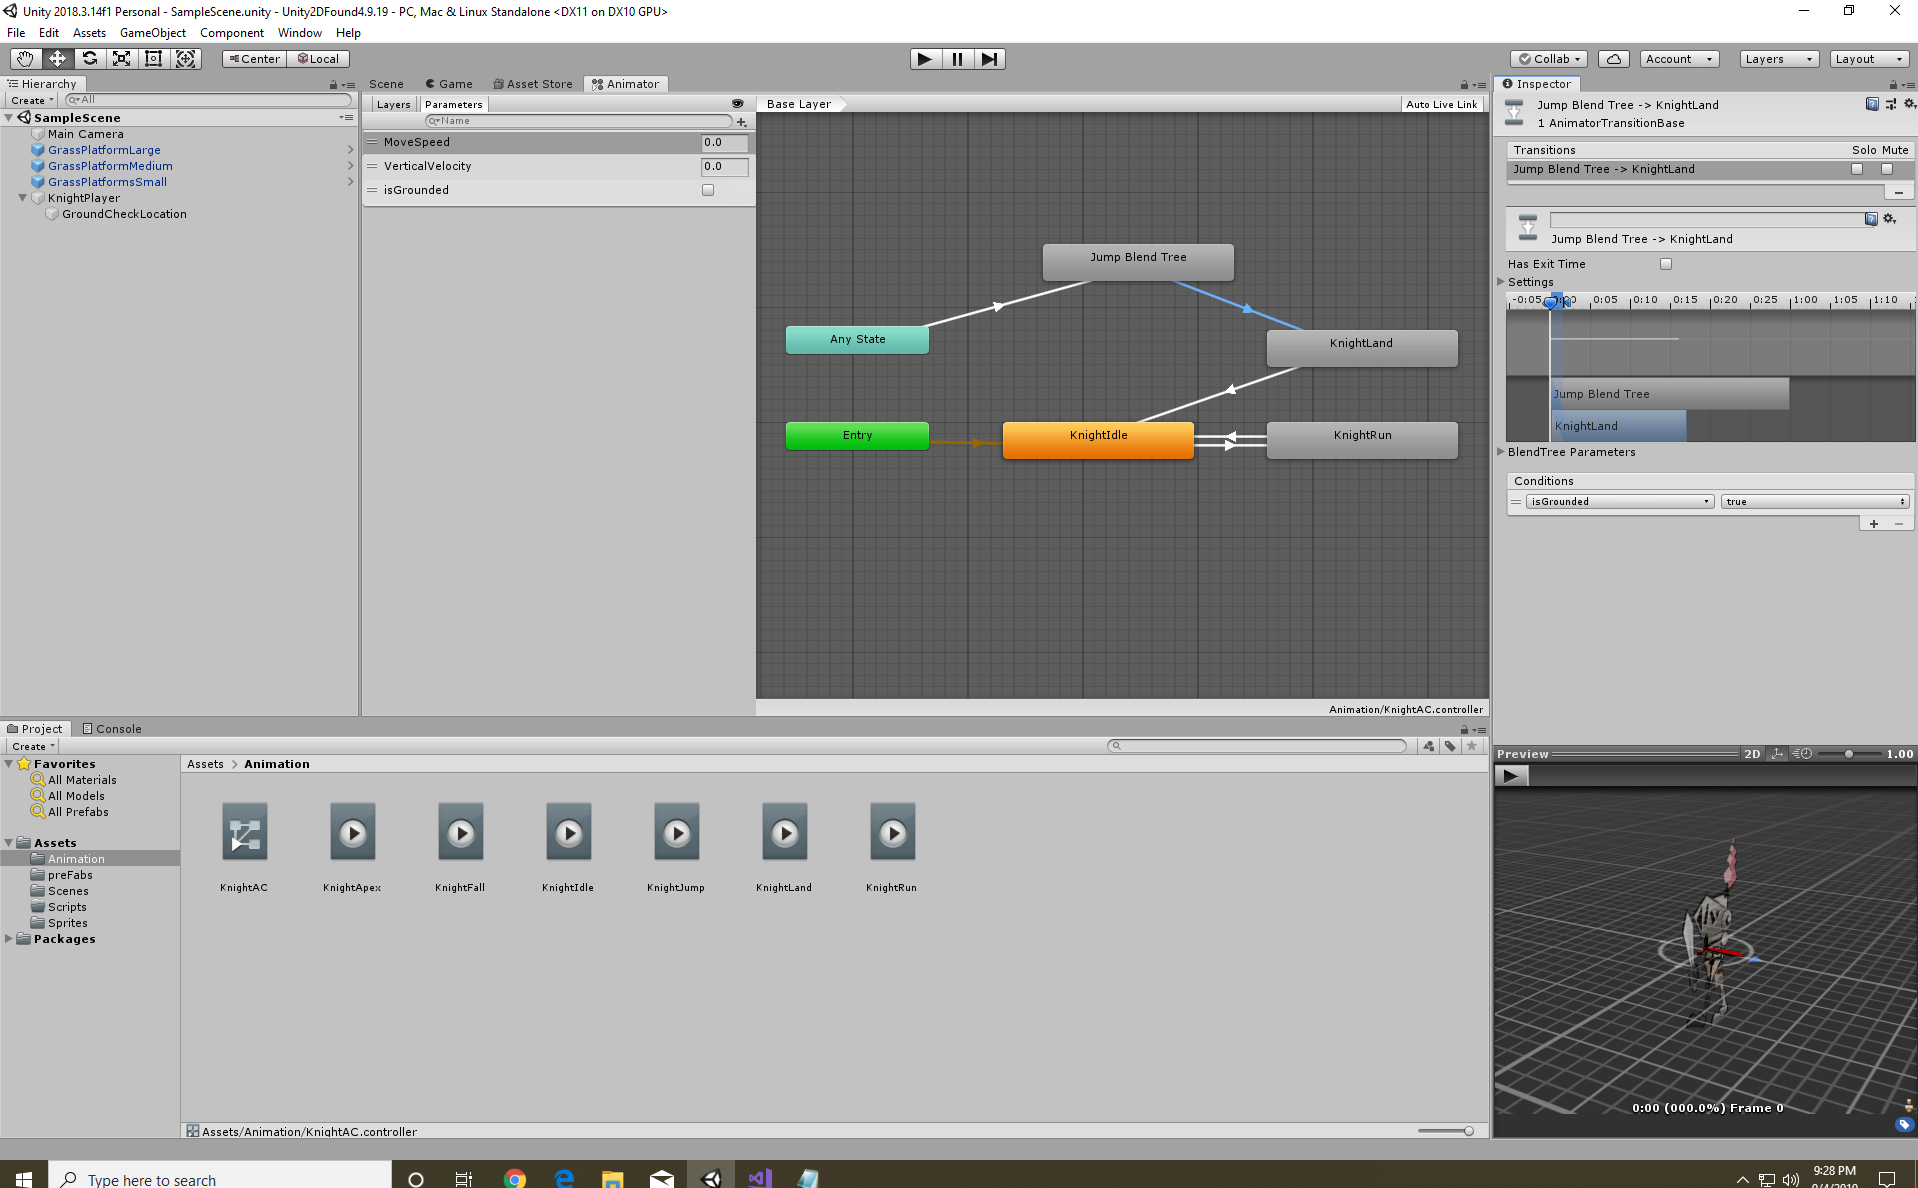 Unity 2018.3.14f1 Personal - SampleScene.unity - Unity2DFound4.9.19 - PC, Mac & Linux Standalone <DX11 on DX10 GPU>
File Edit Assets GameObject Component Window Help
Center Local Collab Account Layers Layout
Hierarchy
Create All
SampleScene
Main Camera
GrassPlatformLarge
GrassPlatformMedium
GrassPlatformsSmall
KnightPlayer
GroundCheckLocation
Scene Game Asset Store Animator
Layers Parameters
Name
MoveSpeed 0.0
VerticalVelocity 0.0
isGrounded
Base Layer Auto Live Link
Jump Blend Tree
Any State
KnightLand
Entry
KnightIdle
KnightRun
Animation/KnightAC.controller
Inspector
Jump Blend Tree -> KnightLand
1 AnimatorTransitionBase
Transitions Solo Mute
Jump Blend Tree -> KnightLand
Jump Blend Tree -> KnightLand
Has Exit Time
Settings
-0:05 0:05 0:10 0:15 0:20 0:25 1:00 1:05 1:10
Jump Blend Tree
KnightLand
BlendTree Parameters
Conditions
isGrounded true
Preview 2D 1.00
0:00 (000.0%) Frame 0
Project Console
Create
Favorites
All Materials
All Models
All Prefabs
Assets
Animation
preFabs
Scenes
Scripts
Sprites
Packages
Assets > Animation
KnightAC KnightApex KnightFall KnightIdle KnightJump KnightLand KnightRun
Assets/Animation/KnightAC.controller
Type here to search
9:28 PM